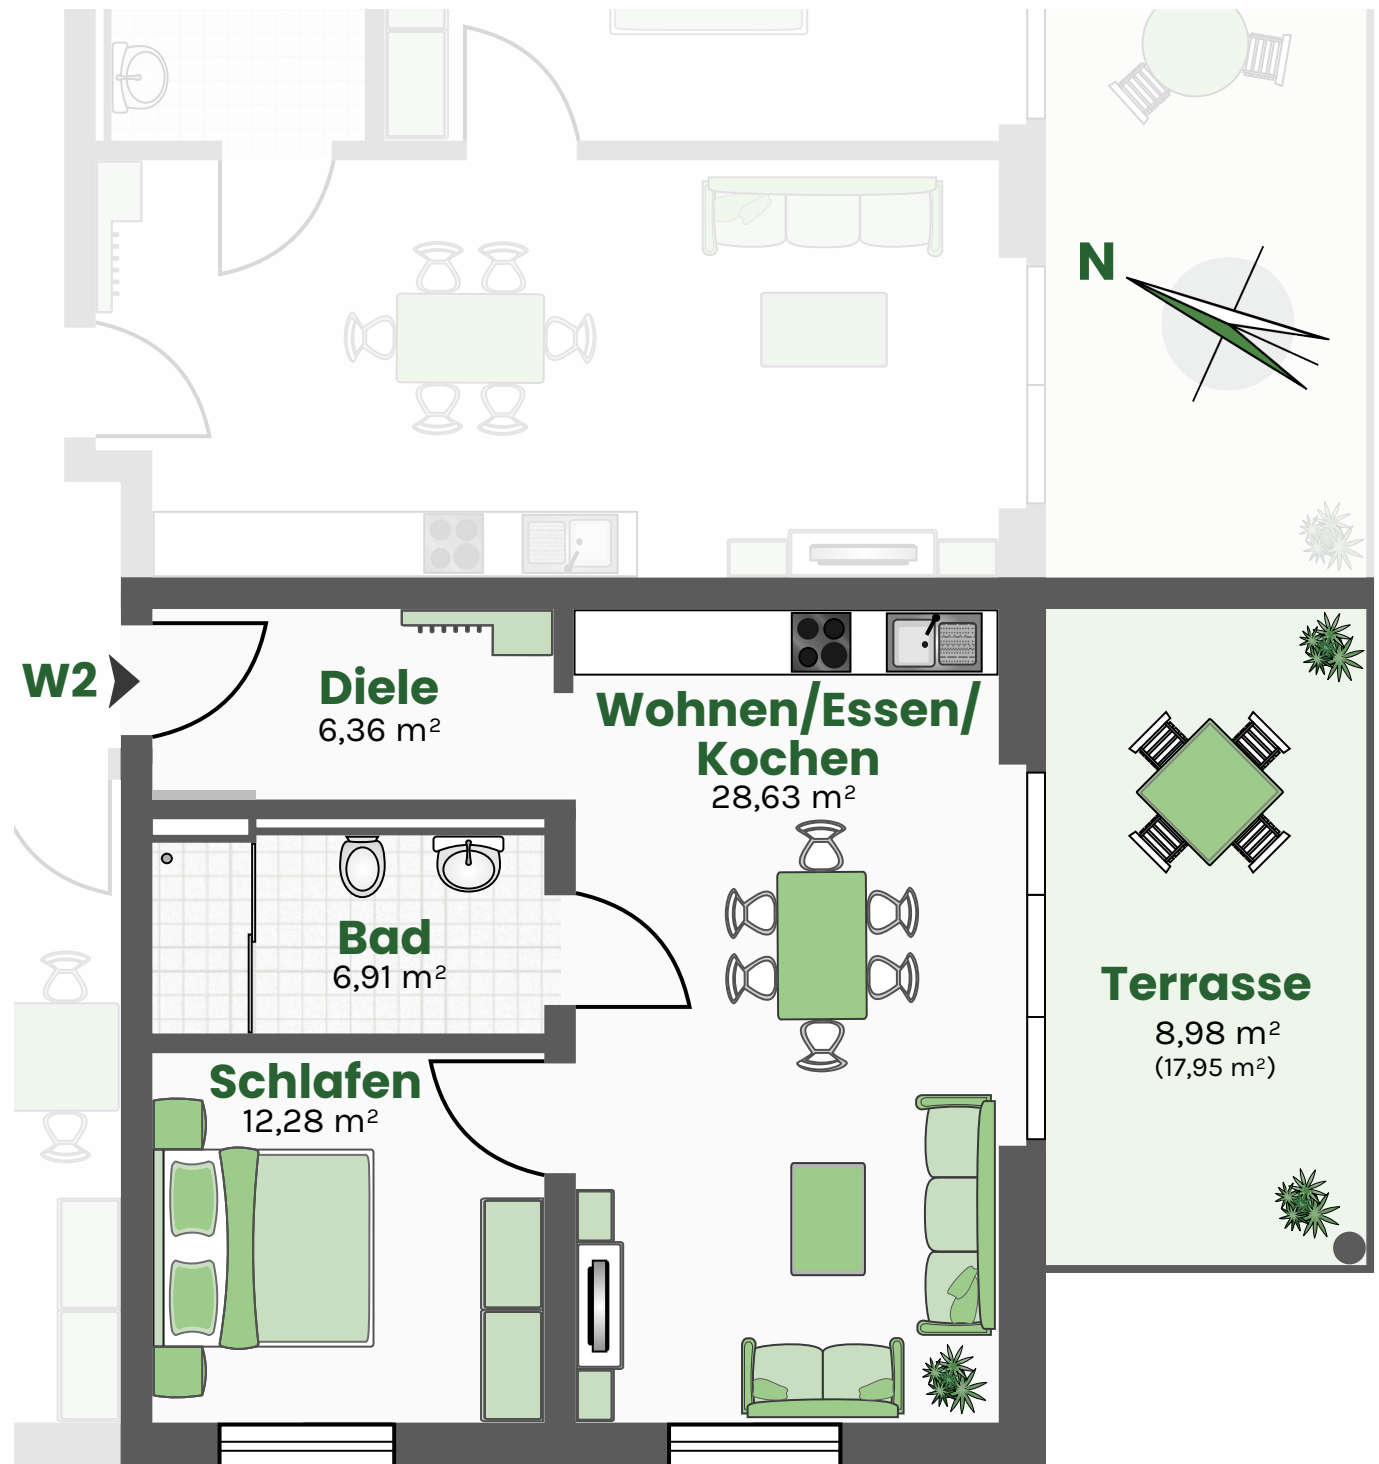 N
W2
Diele
6,36 m²
Wohnen/Essen/
Kochen
28,63 m²
Bad
6,91 m²
Terrasse
8,98 m²
(17,95 m²)
Schlafen
12,28 m²